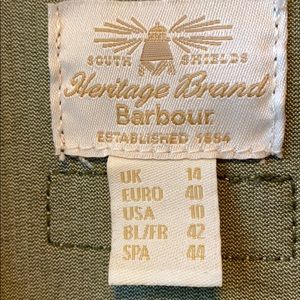 SOUTH SHIELDS
Heritage Brand
Barbour
ESTABLISHED 1894
UK 14
EURO 40
USA 10
BL/FR 42
SPA 44